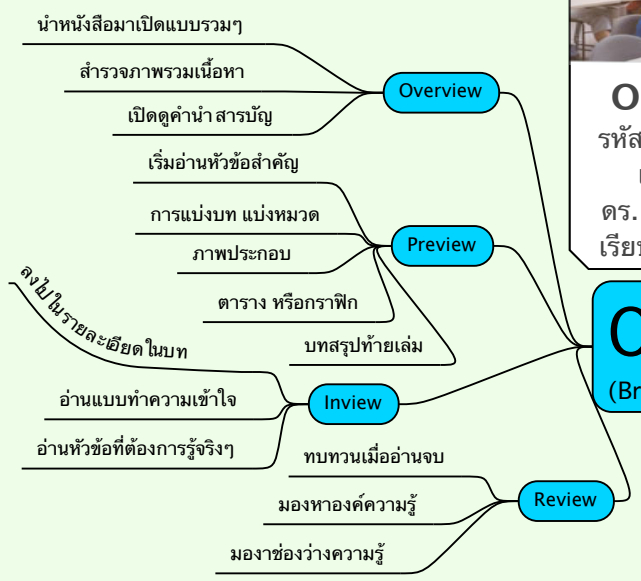 นำหนังสือมาเปิดแบบรวมๆ
สำรวจภาพรวมเนื้อหา
เปิดดูคำนำ สารบัญ
Overview
เริ่มอ่านหัวข้อสำคัญ
การแบ่งบท แบ่งหมวด
ภาพประกอบ
ตาราง หรือกราฟิก
บทสรุปท้ายเล่ม
Preview
ลงไปในรายละเอียดในบท
อ่านแบบทำความเข้าใจ
อ่านหัวข้อที่ต้องการรู้จริงๆ
Inview
ทบทวนเมื่ออ่านจบ
มองหาองค์ความรู้
มองาช่องว่างความรู้
Review
O
รหัส
ดร.
เรีย
O
(Br